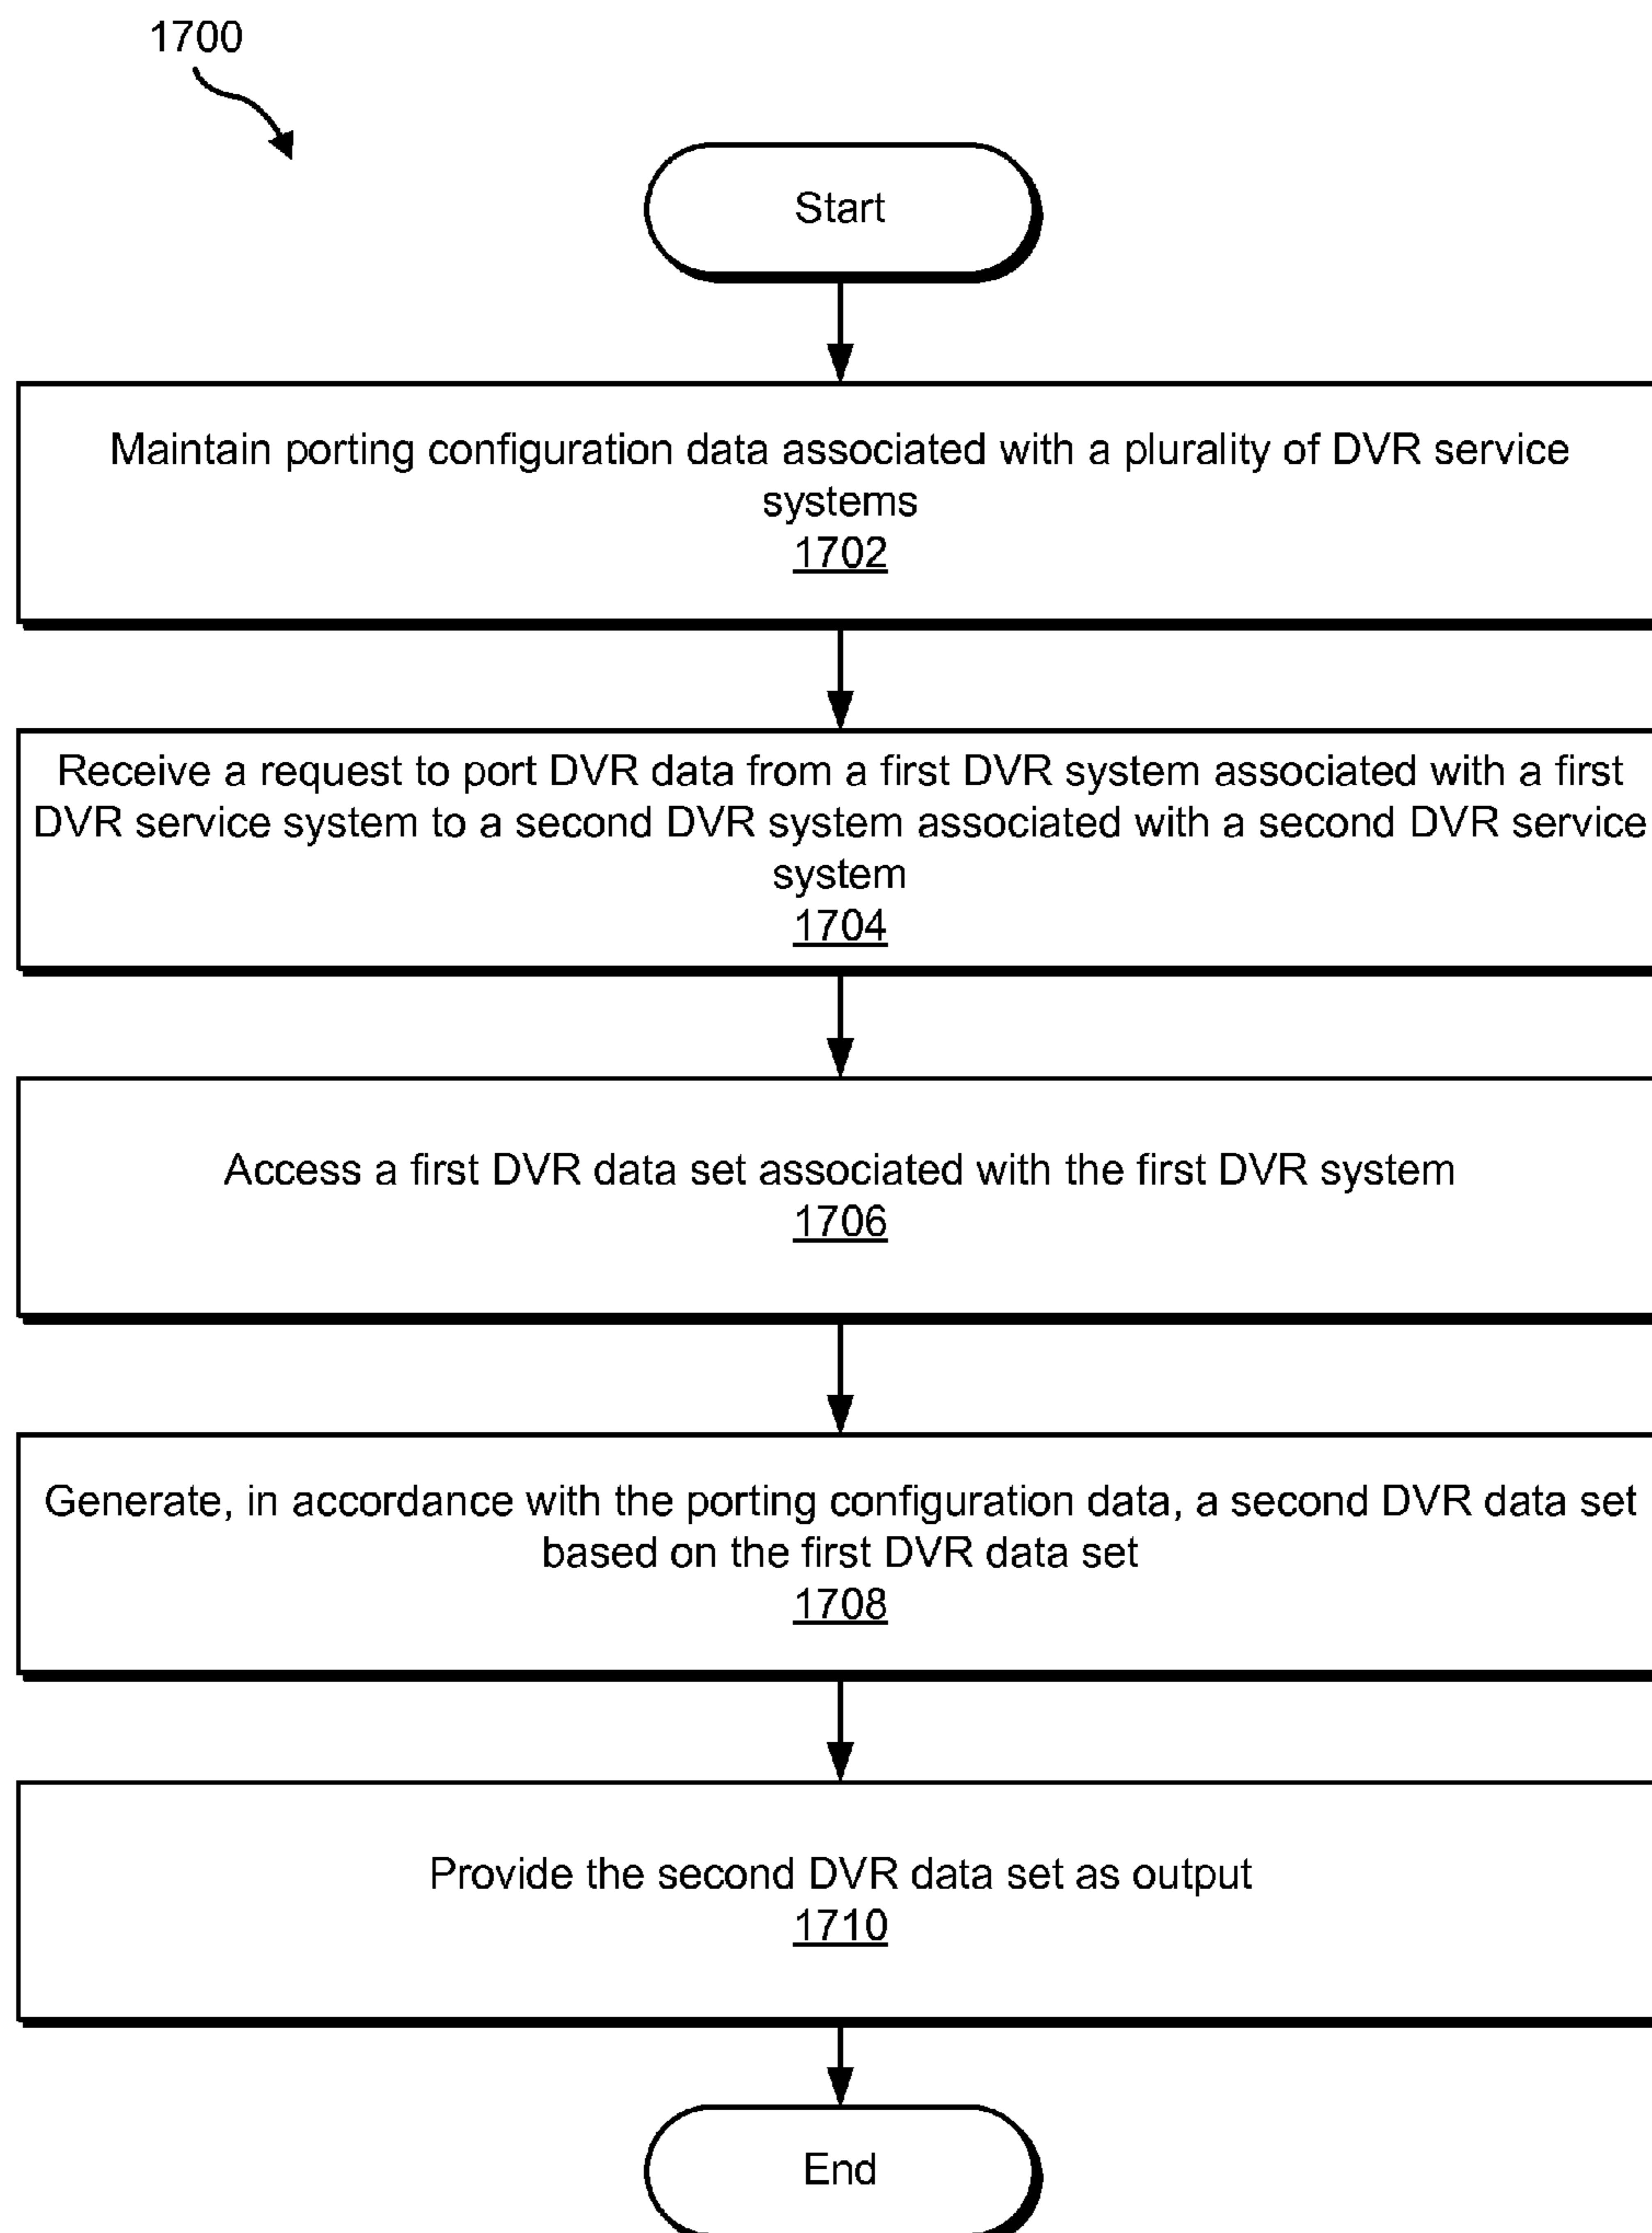 1700
Start
Maintain porting configuration data associated with a plurality of DVR service
systems
1702
Receive a request to port DVR data from a first DVR system associated with a first
DVR service system to a second DVR system associated with a second DVR service
system
1704
Access a first DVR data set associated with the first DVR system
1706
Generate, in accordance with the porting configuration data, a second DVR data set
based on the first DVR data set
1708
Provide the second DVR data set as output
1710
End